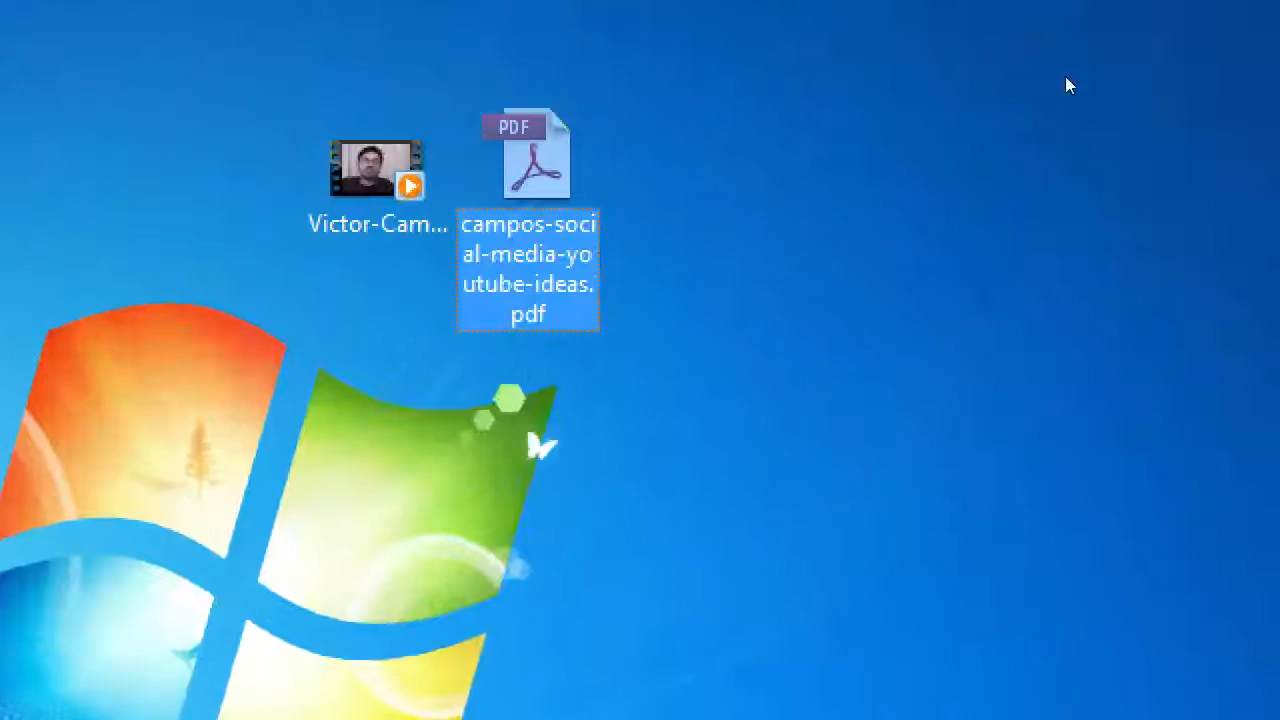 PDF
Victor-Cam...
campos-soci
al-media-yo
utube-ideas.
pdf